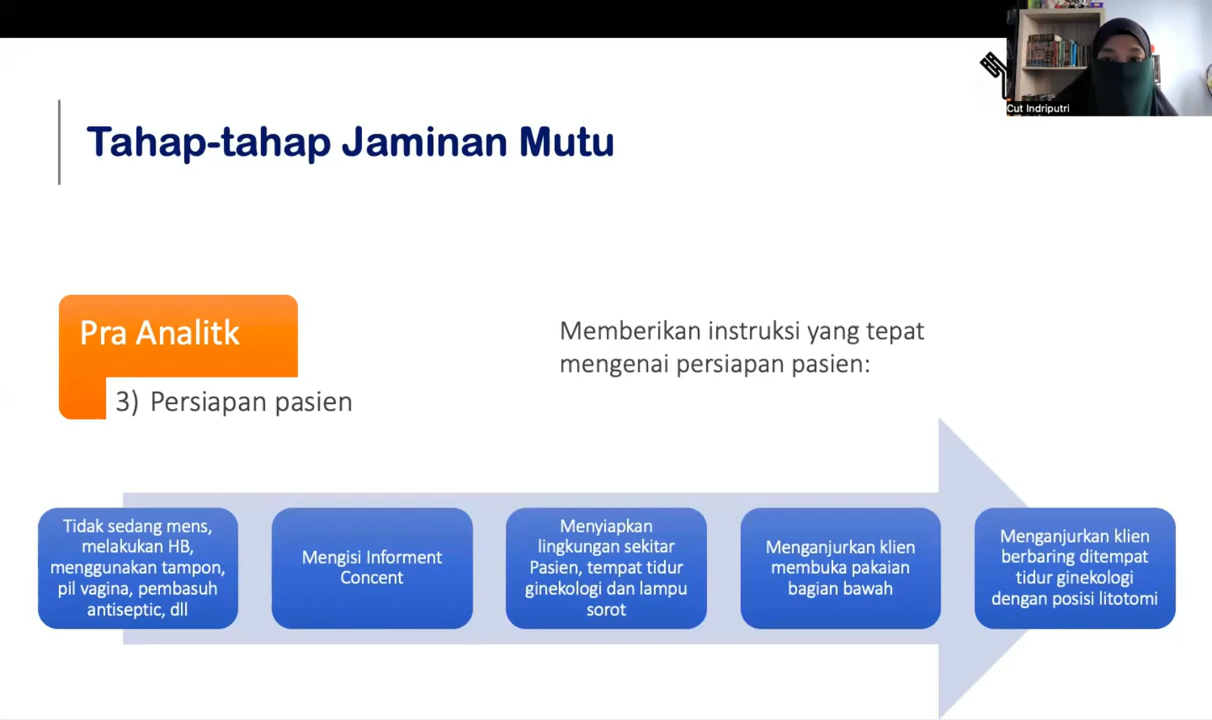 Cut Indriputri
Tahap-tahap Jaminan Mutu
Pra Analitk
3) Persiapan pasien
Memberikan instruksi yang tepat
mengenai persiapan pasien:
Tidak sedang mens,
melakukan HB,
menggunakan tampon,
pil vagina, pembasuh
antiseptic, dll
Mengisi Informent
Concent
Menyiapkan
lingkungan sekitar
Pasien, tempat tidur
ginekologi dan lampu
sorot
Menganjurkan klien
membuka pakaian
bagian bawah
Menganjurkan klien
berbaring ditempat
tidur ginekologi
dengan posisi litotomi